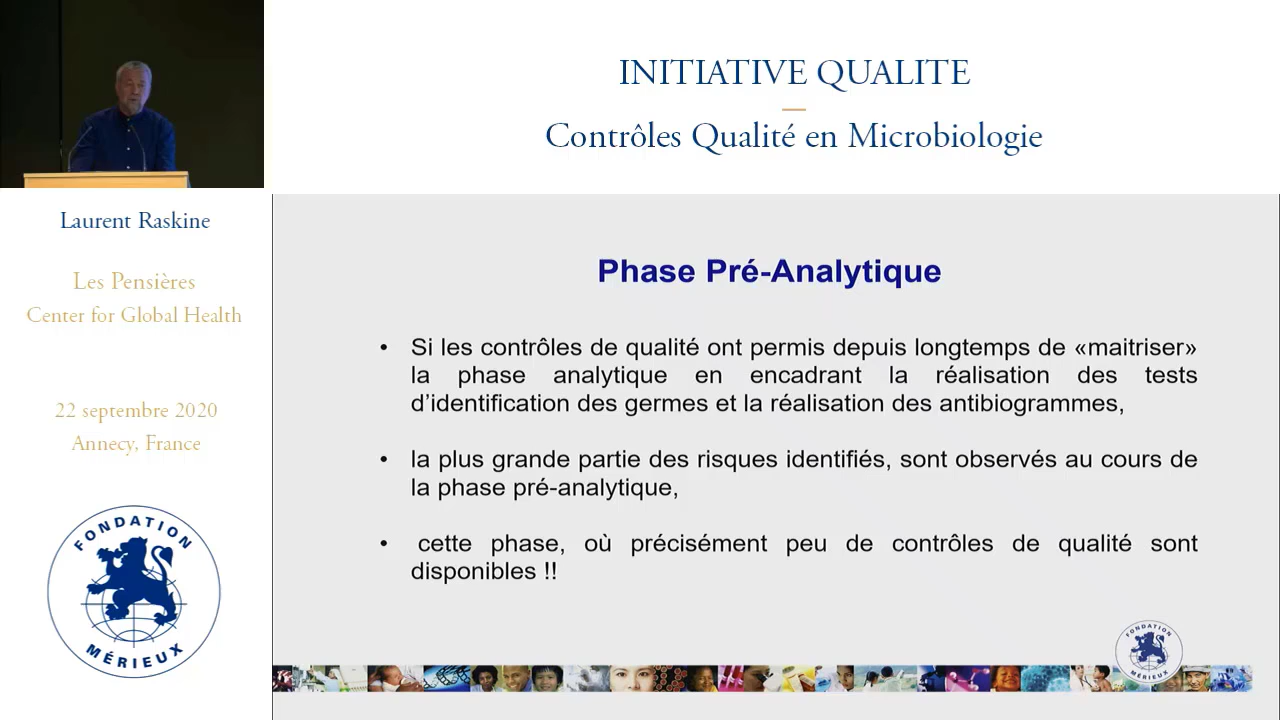 INITIATIVE QUALITE
Contrôles Qualité en Microbiologie
Laurent Raskine
Les Pensières
Center for Global Health
22 septembre 2020
Annecy, France
FONDATION
MÉRIEUX
Phase Pré-Analytique
• Si les contrôles de qualité ont permis depuis longtemps de «maitriser»
la phase analytique en encadrant la réalisation des tests
d’identification des germes et la réalisation des antibiogrammes,
• la plus grande partie des risques identifiés, sont observés au cours de
la phase pré-analytique,
• cette phase, où précisément peu de contrôles de qualité sont
disponibles !!
FONDATION
MÉRIEUX